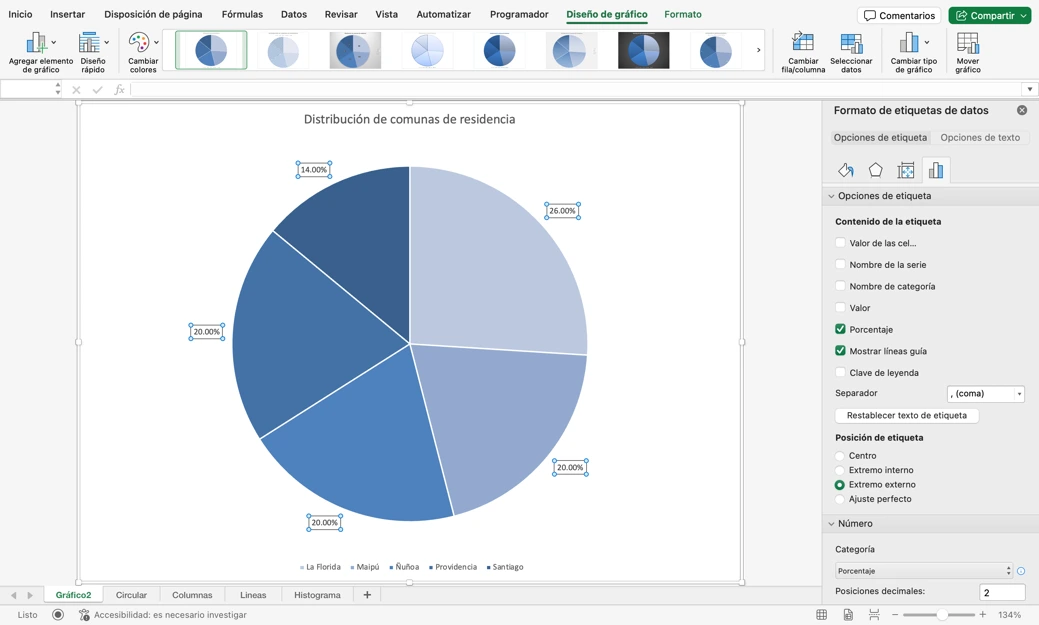 Inicio Insertar Disposición de página Fórmulas Datos Revisar Vista Automatizar Programador Diseño de gráfico Formato Comentarios Compartir
Agregar elemento de gráfico
Diseño rápido
Cambiar colores
Cambiar fila/columna
Seleccionar datos
Cambiar tipo de gráfico
Mover gráfico
fx
Distribución de comunas de residencia
14.00%
26.00%
20.00%
20.00%
20.00%
La Florida Maipú Ñuñoa Providencia Santiago
Formato de etiquetas de datos
Opciones de etiqueta Opciones de texto
Opciones de etiqueta
Contenido de la etiqueta
Valor de las cel...
Nombre de la serie
Nombre de categoría
Valor
Porcentaje
Mostrar líneas guía
Clave de leyenda
Separador , (coma)
Restablecer texto de etiqueta
Posición de etiqueta
Centro
Extremo interno
Extremo externo
Ajuste perfecto
Número
Categoría
Porcentaje
Posiciones decimales: 2
Gráfico2 Circular Columnas Lineas Histograma +
Listo Accesibilidad: es necesario investigar 134%